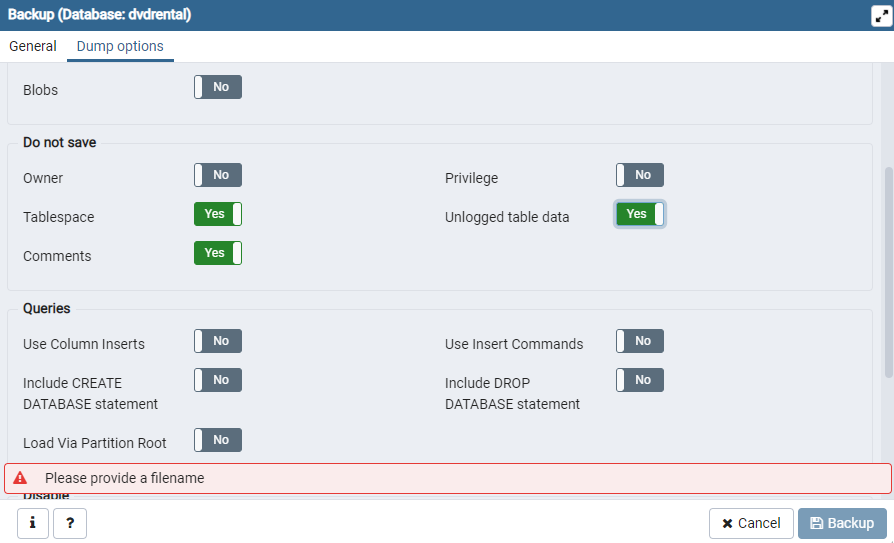 Backup (Database: dvdrental)
General Dump options
Blobs No
Do not save
Owner No Privilege No
Tablespace Yes Unlogged table data Yes
Comments Yes
Queries
Use Column Inserts No Use Insert Commands No
Include CREATE No Include DROP No
DATABASE statement DATABASE statement
Load Via Partition Root No
Please provide a filename
Disable
i ? Cancel Backup